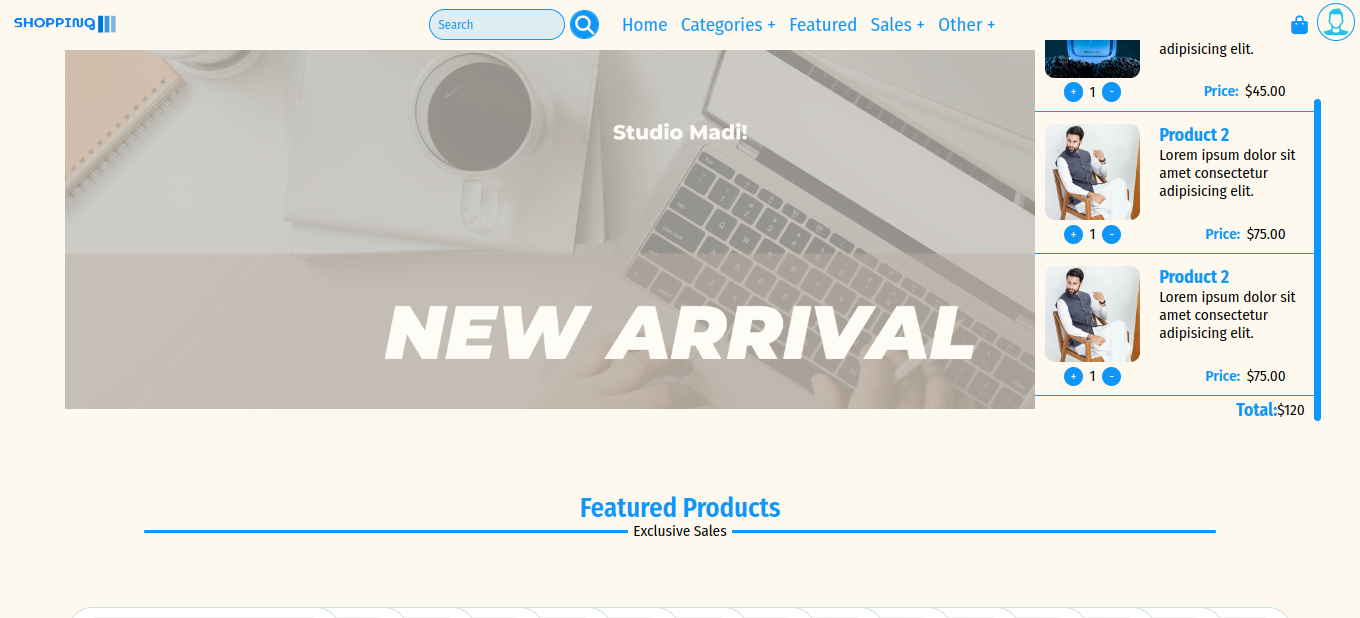 SHOPPING
Search
Home Categories + Featured Sales + Other +
adipisicing elit.
+ 1 - Price: $45.00
Studio Madi!
NEW ARRIVAL
Product 2
Lorem ipsum dolor sit
amet consectetur
adipisicing elit.
+ 1 - Price: $75.00
Product 2
Lorem ipsum dolor sit
amet consectetur
adipisicing elit.
+ 1 - Price: $75.00
Total:$120
Featured Products
Exclusive Sales